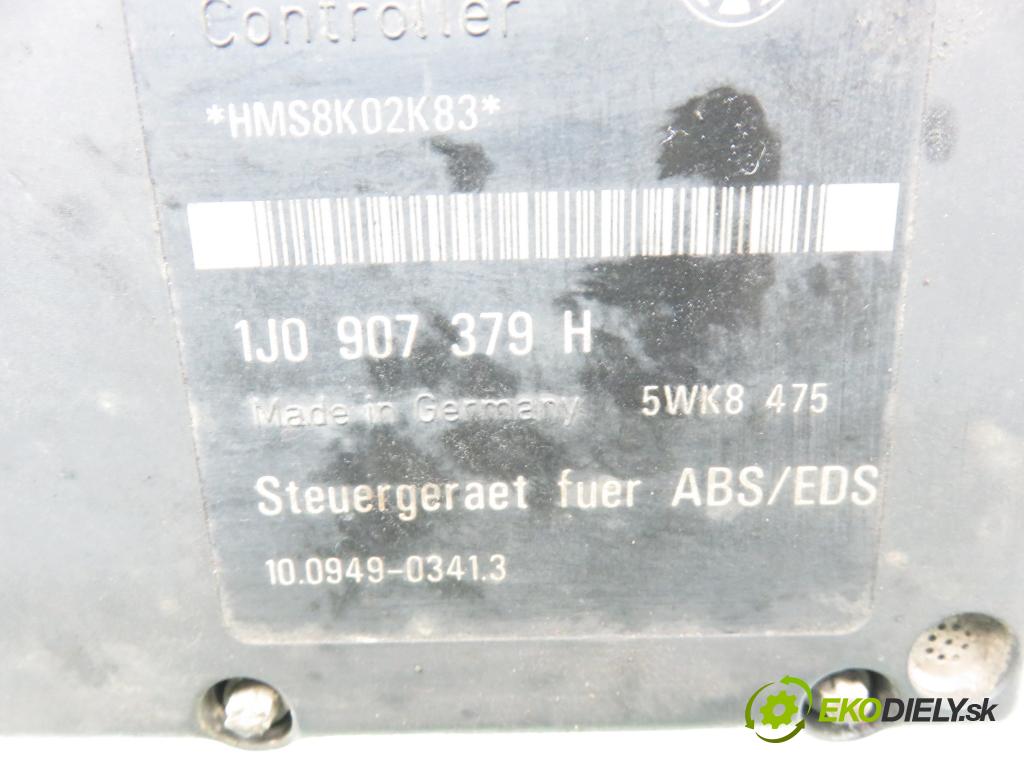 Controller
*HMS8K02K83*
1J0 907 379 H
Made in Germany 5WK8 475
Steuergeraet fuer ABS/EDS
10.0949-0341.3
EKODIELY.sk